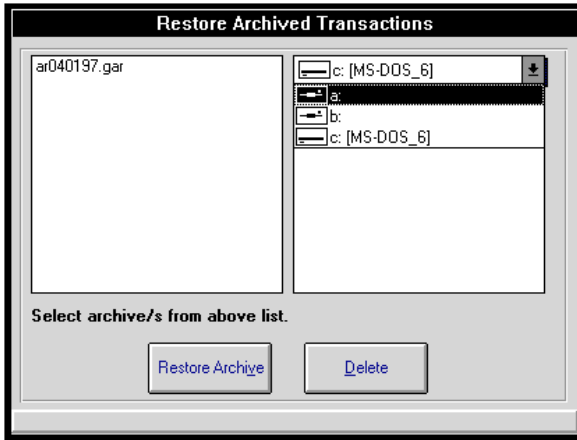 Restore Archived Transactions
ar040197.gar
c: [MS-DOS_6]
a:
b:
c: [MS-DOS_6]
Select archive/s from above list.
Restore Archive
Delete